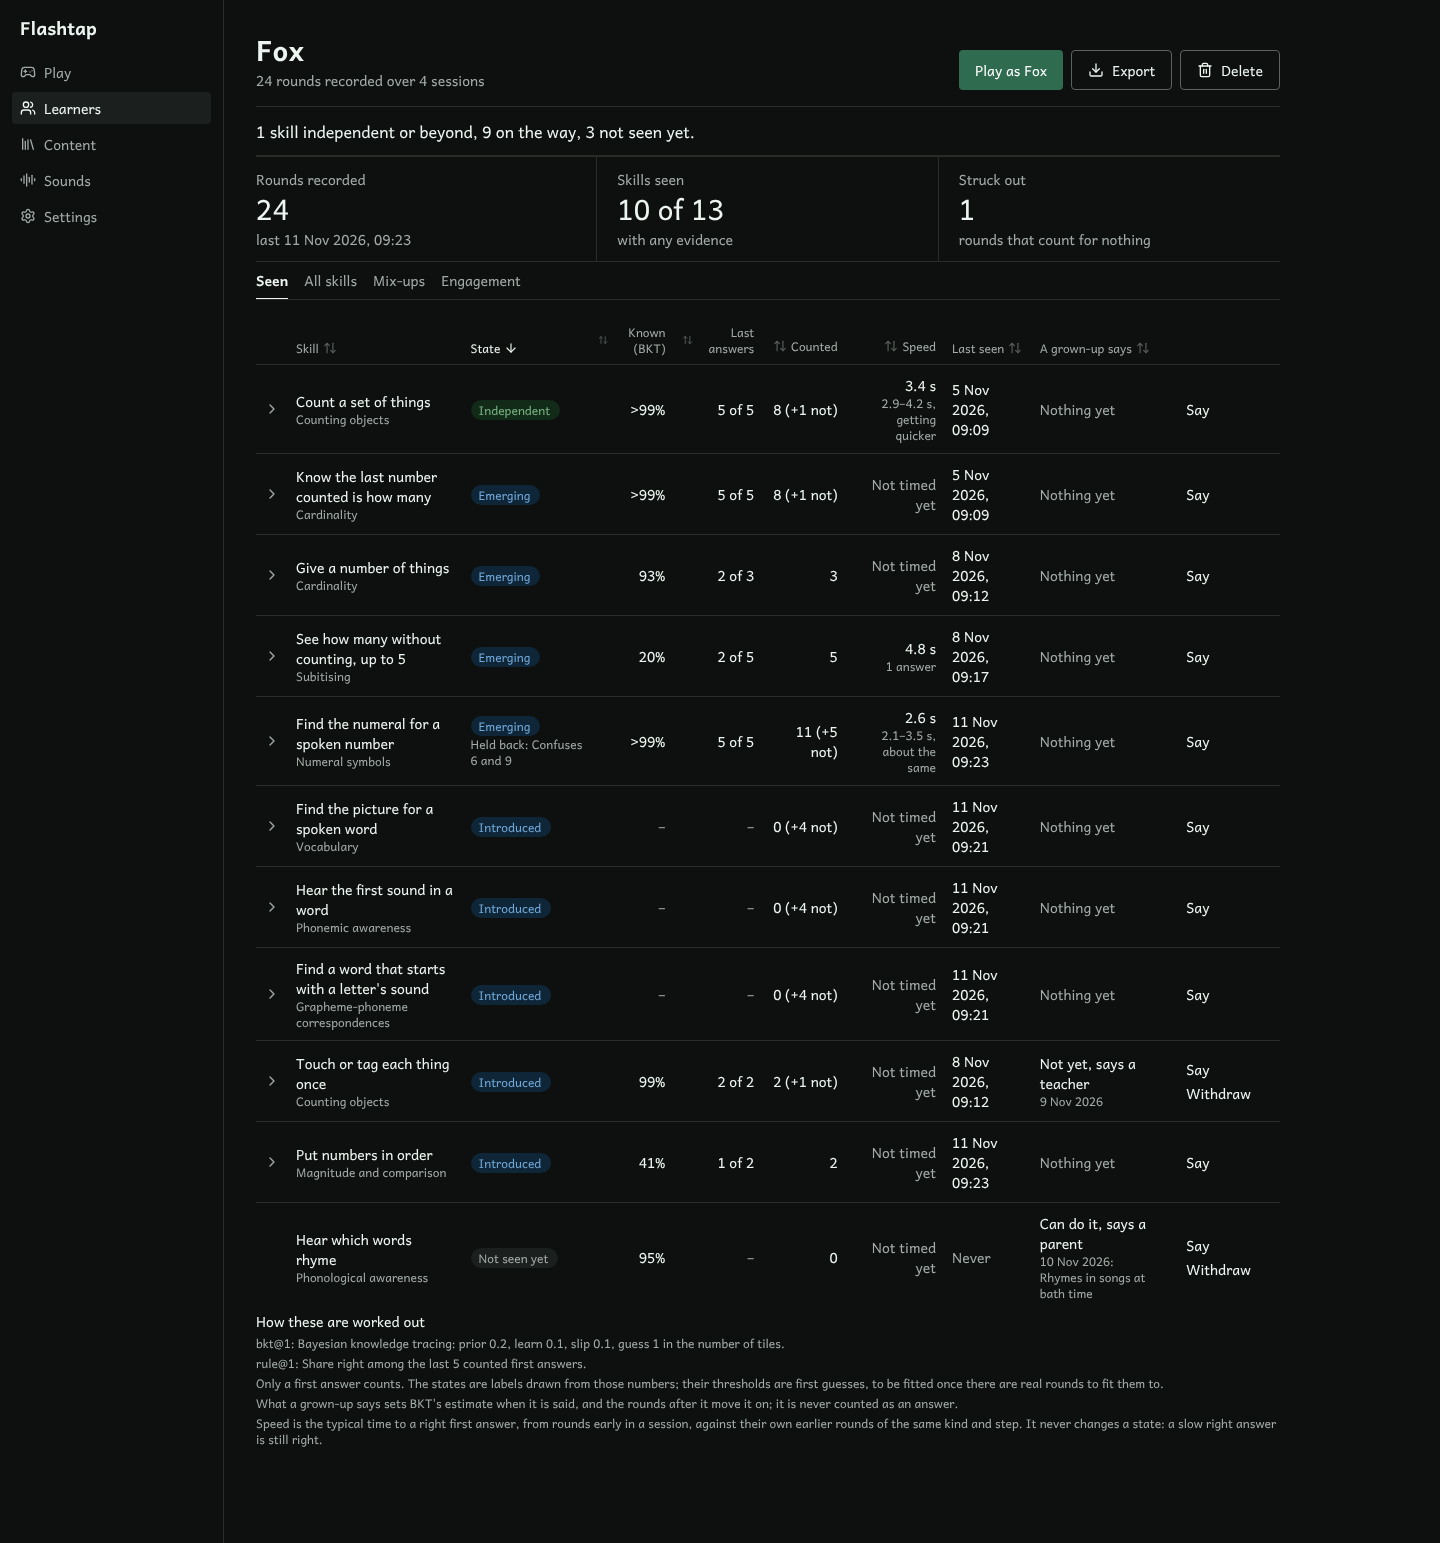 Flashtap
Play
Learners
Content
Sounds
Settings
Fox
24 rounds recorded over 4 sessions
Play as Fox
Export
Delete
1 skill independent or beyond, 9 on the way, 3 not seen yet.
Rounds recorded
24
last 11 Nov 2026, 09:23
Skills seen
10 of 13
with any evidence
Struck out
1
rounds that count for nothing
Seen All skills Mix-ups Engagement
Skill
State
Known
(BKT)
Last
answers
Counted
Speed
Last seen
A grown-up says
Count a set of things
Counting objects
Independent
>99%
5 of 5
8 (+1 not)
3.4 s
2.9–4.2 s,
getting
quicker
5 Nov
2026,
09:09
Nothing yet
Say
Know the last number
counted is how many
Cardinality
Emerging
>99%
5 of 5
8 (+1 not)
Not timed
yet
5 Nov
2026,
09:09
Nothing yet
Say
Give a number of things
Cardinality
Emerging
93%
2 of 3
3
Not timed
yet
8 Nov
2026,
09:12
Nothing yet
Say
See how many without
counting, up to 5
Subitising
Emerging
20%
2 of 5
5
4.8 s
1 answer
8 Nov
2026,
09:17
Nothing yet
Say
Find the numeral for a
spoken number
Numeral symbols
Emerging
Held back: Confuses
6 and 9
>99%
5 of 5
11 (+5
not)
2.6 s
2.1–3.5 s,
about the
same
11 Nov
2026,
09:23
Nothing yet
Say
Find the picture for a
spoken word
Vocabulary
Introduced
–
–
0 (+4 not)
Not timed
yet
11 Nov
2026,
09:21
Nothing yet
Say
Hear the first sound in a
word
Phonemic awareness
Introduced
–
–
0 (+4 not)
Not timed
yet
11 Nov
2026,
09:21
Nothing yet
Say
Find a word that starts
with a letter's sound
Grapheme-phoneme
correspondences
Introduced
–
–
0 (+4 not)
Not timed
yet
11 Nov
2026,
09:21
Nothing yet
Say
Touch or tag each thing
once
Counting objects
Introduced
99%
2 of 2
2 (+1 not)
Not timed
yet
8 Nov
2026,
09:12
Not yet, says a
teacher
9 Nov 2026
Say
Withdraw
Put numbers in order
Magnitude and comparison
Introduced
41%
1 of 2
2
Not timed
yet
11 Nov
2026,
09:23
Nothing yet
Say
Hear which words
rhyme
Phonological awareness
Not seen yet
95%
–
0
Not timed
yet
Never
Can do it, says a
parent
10 Nov 2026:
Rhymes in songs at
bath time
Say
Withdraw
How these are worked out
bkt@1: Bayesian knowledge tracing: prior 0.2, learn 0.1, slip 0.1, guess 1 in the number of tiles.
rule@1: Share right among the last 5 counted first answers.
Only a first answer counts. The states are labels drawn from those numbers; their thresholds are first guesses, to be fitted once there are real rounds to fit them to.
What a grown-up says sets BKT's estimate when it is said, and the rounds after it move it on; it is never counted as an answer.
Speed is the typical time to a right first answer, from rounds early in a session, against their own earlier rounds of the same kind and step. It never changes a state: a slow right answer
is still right.